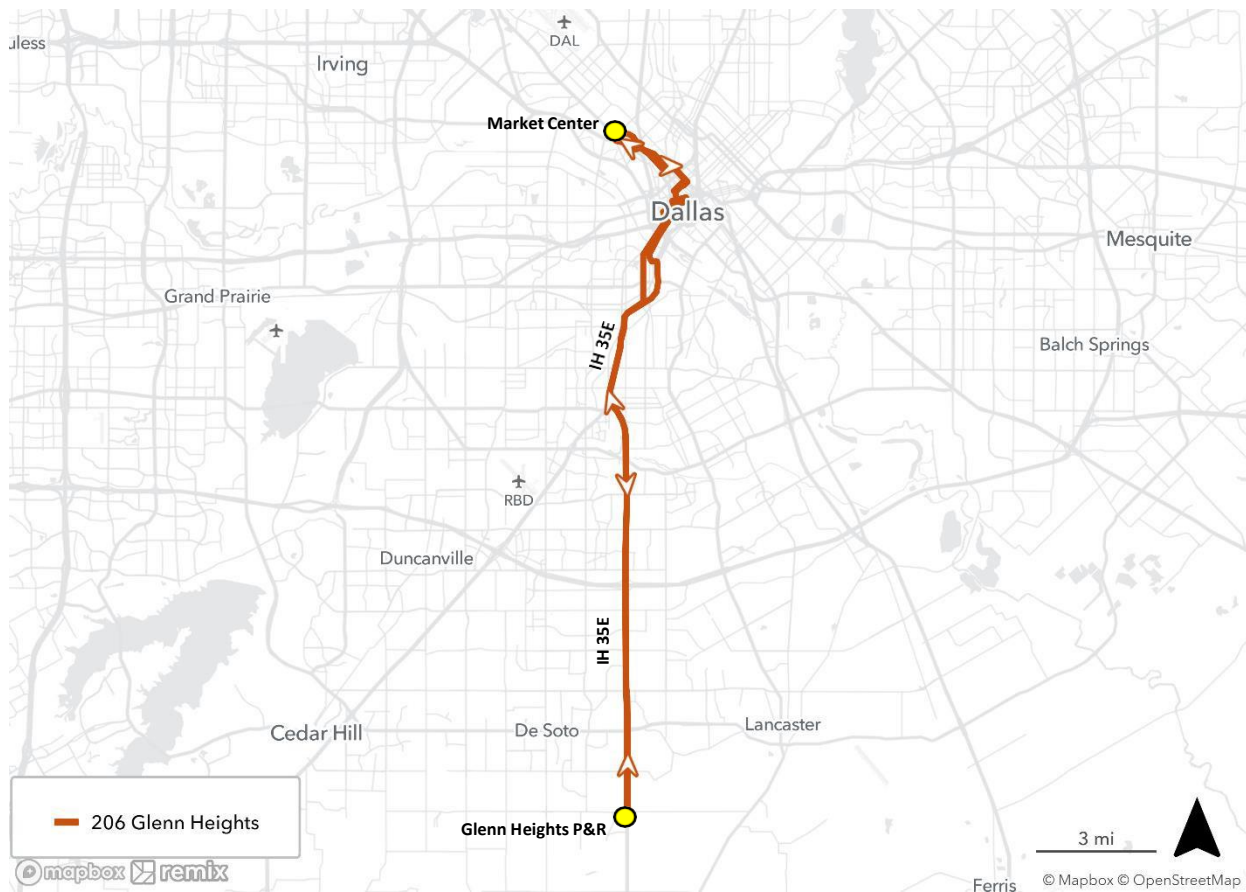 DAL
uless
Irving
Market Center
Dallas
Mesquite
Grand Prairie
IH 35E
Balch Springs
RBD
Duncanville
IH 35E
Cedar Hill
De Soto
Lancaster
206 Glenn Heights
Glenn Heights P&R
3 mi
mapbox remix
© Mapbox © OpenStreetMap
Ferris